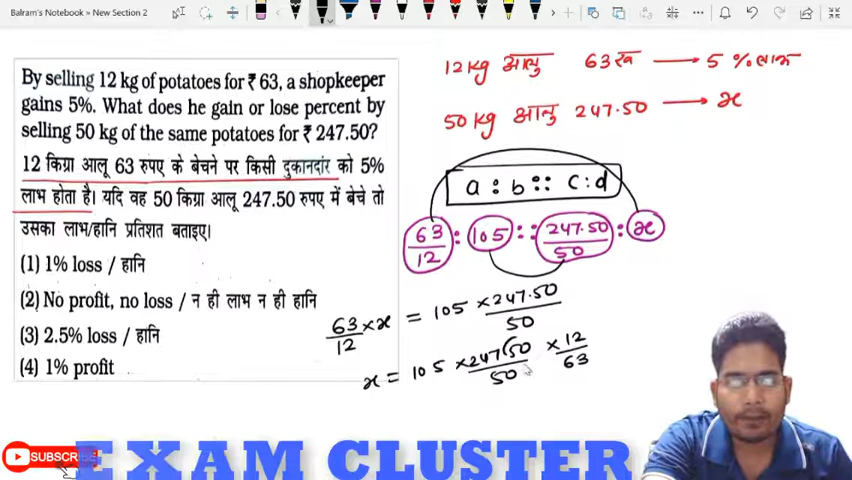 Balram's Notebook » New Section 2
By selling 12 kg of potatoes for ₹ 63, a shopkeeper
gains 5%. What does he gain or lose percent by
selling 50 kg of the same potatoes for ₹ 247.50?
12 किग्रा आलू 63 रुपए के बेचने पर किसी दुकानदार को 5%
लाभ होता है। यदि वह 50 किग्रा आलू 247.50 रुपए में बेचे तो
उसका लाभ/हानि प्रतिशत बताइए।
(1) 1% loss / हानि
(2) No profit, no loss / न ही लाभ न ही हानि
(3) 2.5% loss / हानि
(4) 1% profit
12 kg आलु 63 रू → 5 % लाभ
50 kg आलु 247.50 → x
a : b :: c : d
63/12 : 105 :: 247.50/50 : x
63/12 × x = 105 × 247.50/50
x = 105 × 247.50/50 × 12/63
SUBSCRIBE
EXAM CLUSTER